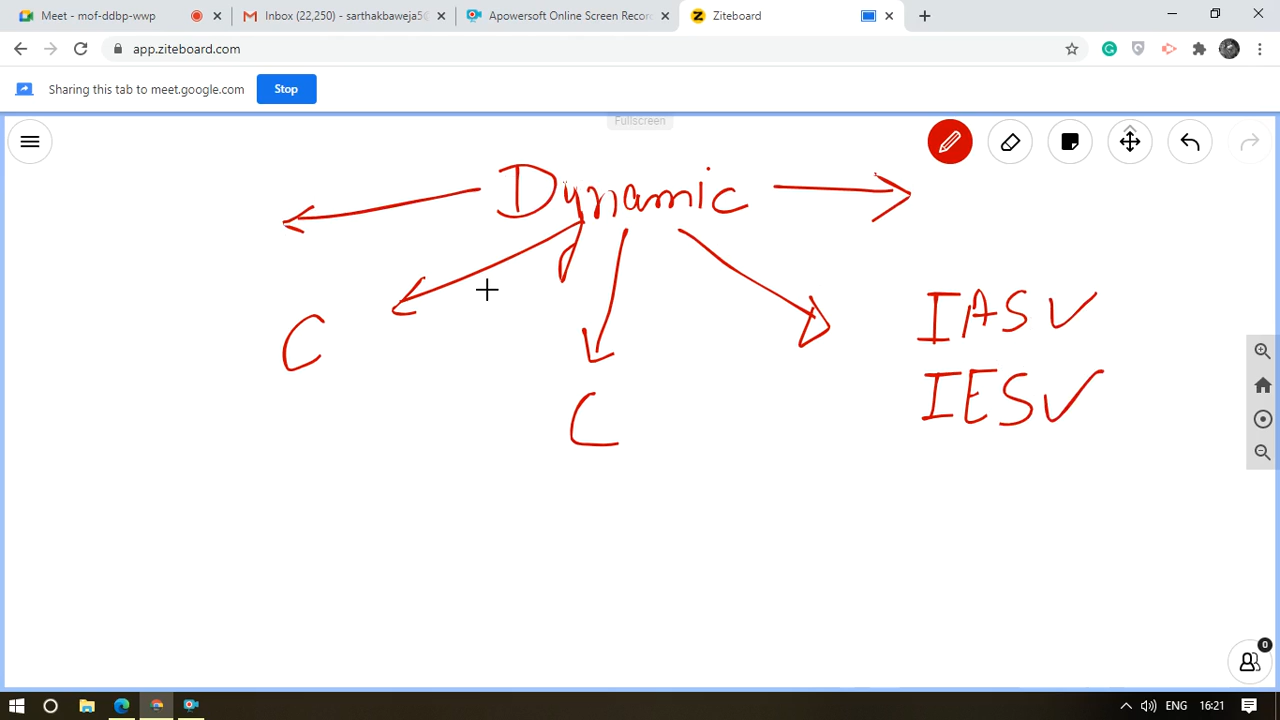 Meet - mof-ddbp-wwp
Inbox (22,250) - sarthakbaweja5
Apowersoft Online Screen Recor
Ziteboard
app.ziteboard.com
Sharing this tab to meet.google.com
Stop
Fullscreen
Dynamic
IAS ✓
C
IES ✓
C
0
ENG
16:21